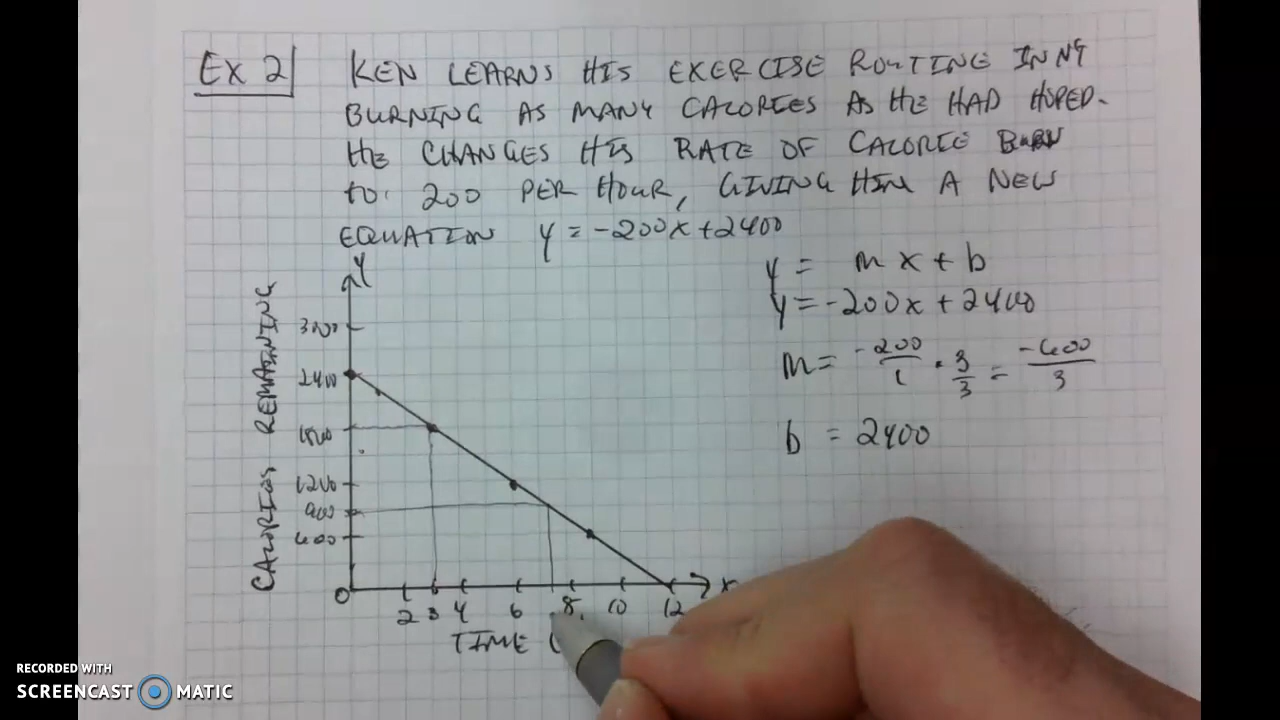 Ex 2
KEN LEARNS HIS EXERCISE ROUTINE
BURNING AS MANY CALORIES AS HE HAD HOPED.
HE CHANGES HIS RATE OF CALORIE BURN
to 200 PER HOUR, GIVING HIM A NEW
EQUATION y = -200x + 2400
y = mx + b
y = -200x + 2400
m = -200/1 · 3/3 = -600/3
b = 2400
y
CALORIES REMAINING
3000
2400
1800
1200
900
600
0 2 3 4 6 8 10 12 x
TIME (
RECORDED WITH
SCREENCAST MATIC